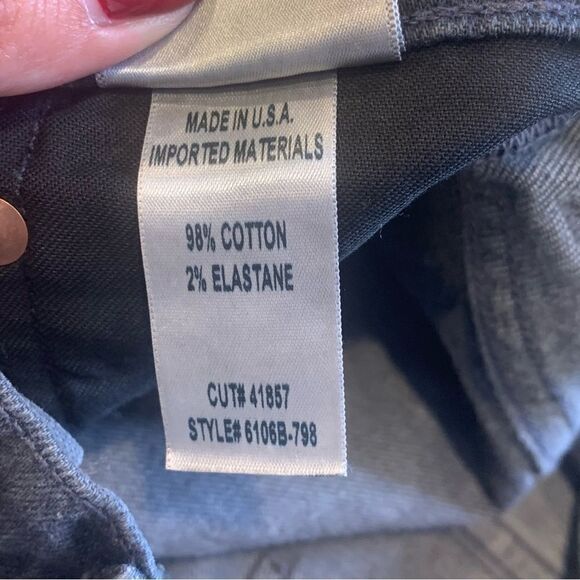 MADE IN U.S.A.
IMPORTED MATERIALS
98% COTTON
2% ELASTANE
CUT# 41857
STYLE# 6106B-798